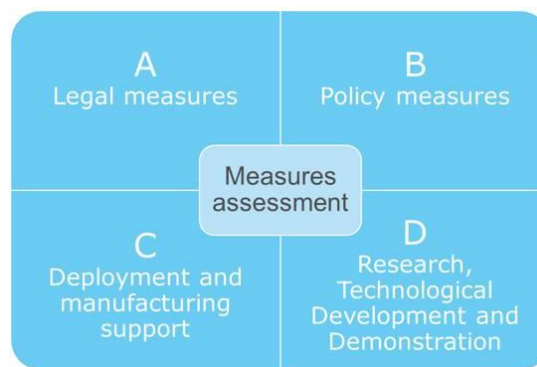 A
Legal measures
B
Policy measures
Measures
assessment
C
Deployment and
manufacturing
support
D
Research,
Technological
Development and
Demonstration